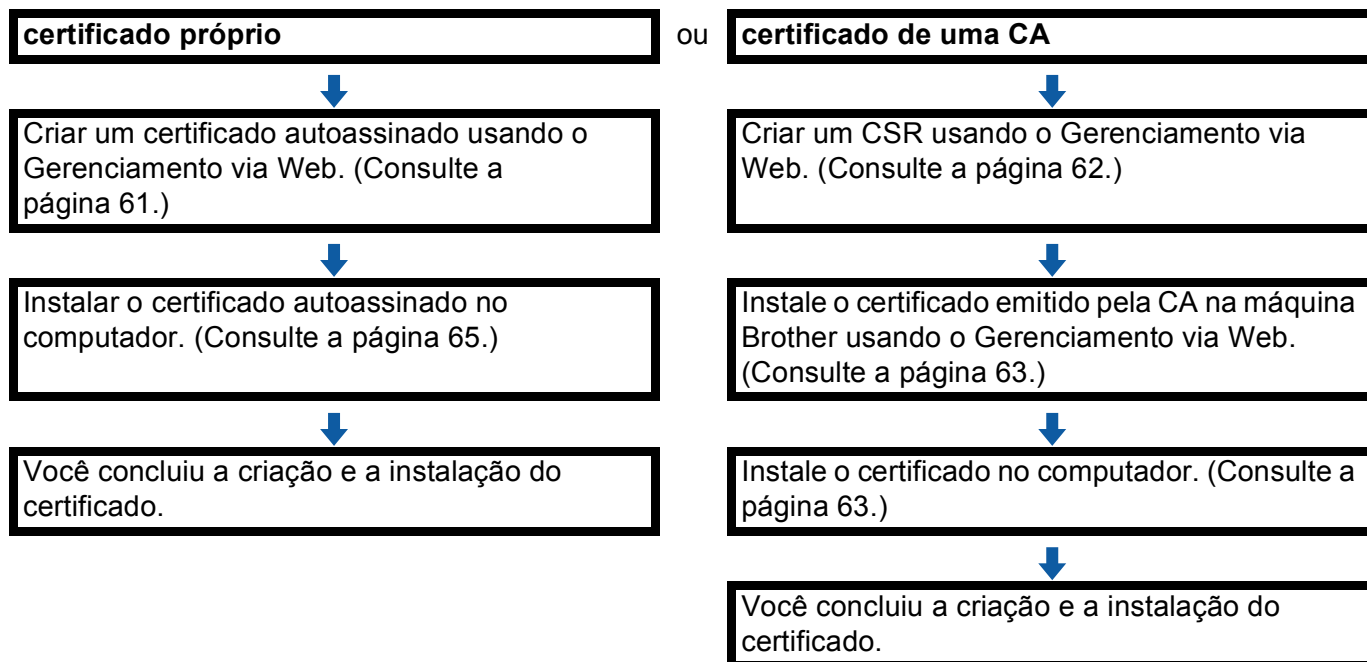 certificado próprio
ou
certificado de uma CA
Criar um certificado autoassinado usando o
Gerenciamento via Web. (Consulte a
página 61.)
Criar um CSR usando o Gerenciamento via
Web. (Consulte a página 62.)
Instalar o certificado autoassinado no
computador. (Consulte a página 65.)
Instale o certificado emitido pela CA na máquina
Brother usando o Gerenciamento via Web.
(Consulte a página 63.)
Você concluiu a criação e a instalação do
certificado.
Instale o certificado no computador. (Consulte a
página 63.)
Você concluiu a criação e a instalação do
certificado.